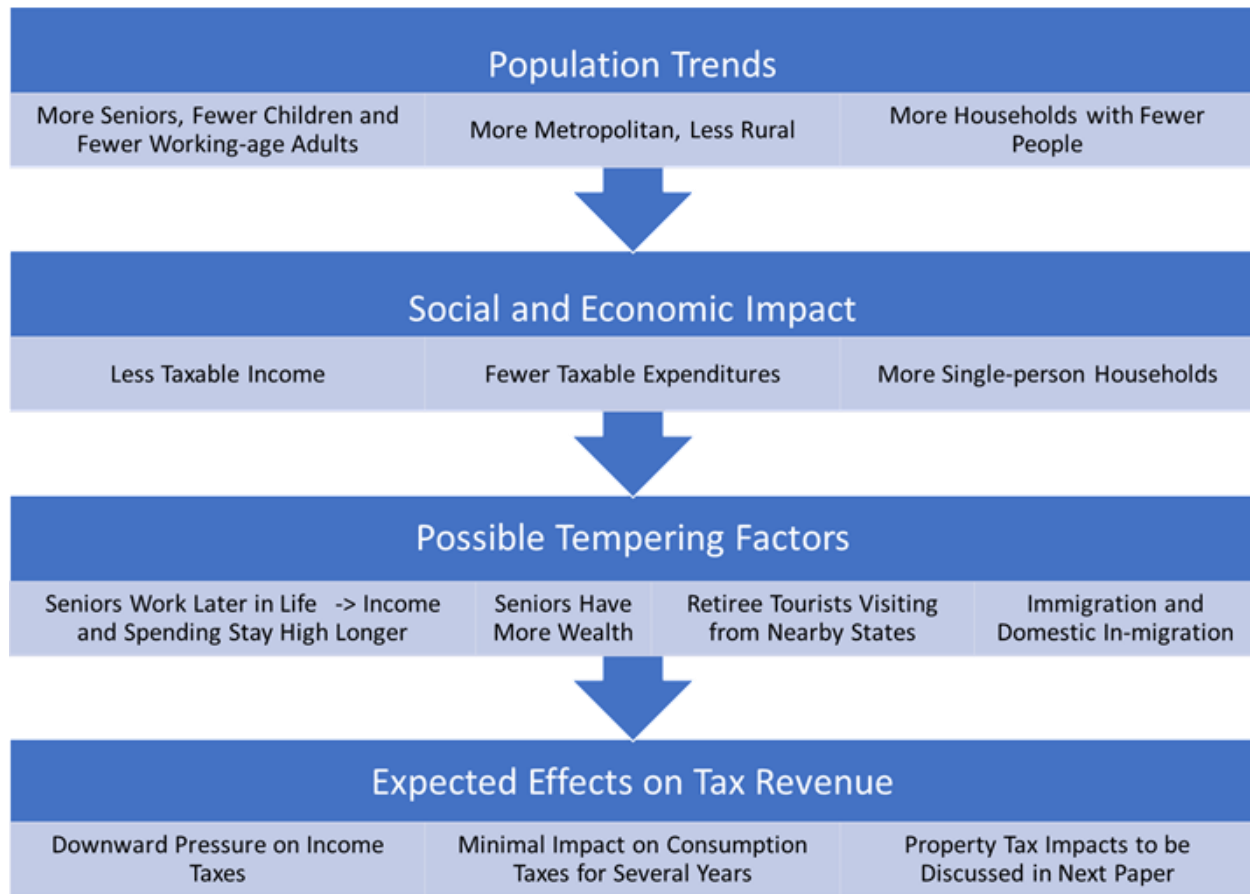 Population Trends
More Seniors, Fewer Children and
Fewer Working-age Adults
More Metropolitan, Less Rural
More Households with Fewer
People
Social and Economic Impact
Less Taxable Income
Fewer Taxable Expenditures
More Single-person Households
Possible Tempering Factors
Seniors Work Later in Life -> Income
and Spending Stay High Longer
Seniors Have
More Wealth
Retiree Tourists Visiting
from Nearby States
Immigration and
Domestic In-migration
Expected Effects on Tax Revenue
Downward Pressure on Income
Taxes
Minimal Impact on Consumption
Taxes for Several Years
Property Tax Impacts to be
Discussed in Next Paper